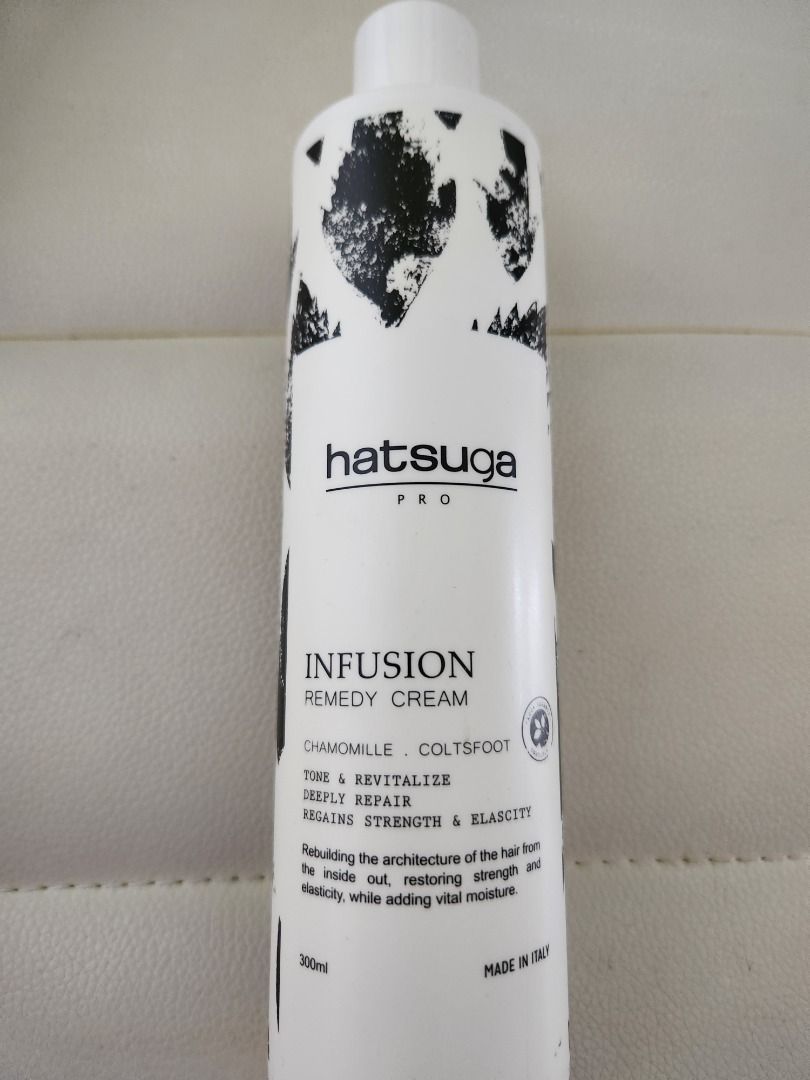 hatsuga
PRO
INFUSION
REMEDY CREAM
CHAMOMILLE . COLTSFOOT
TONE & REVITALIZE
DEEPLY REPAIR
REGAINS STRENGTH & ELASCITY
Rebuilding the architecture of the hair from
the inside out, restoring strength and
elasticity, while adding vital moisture.
300ml
MADE IN ITALY